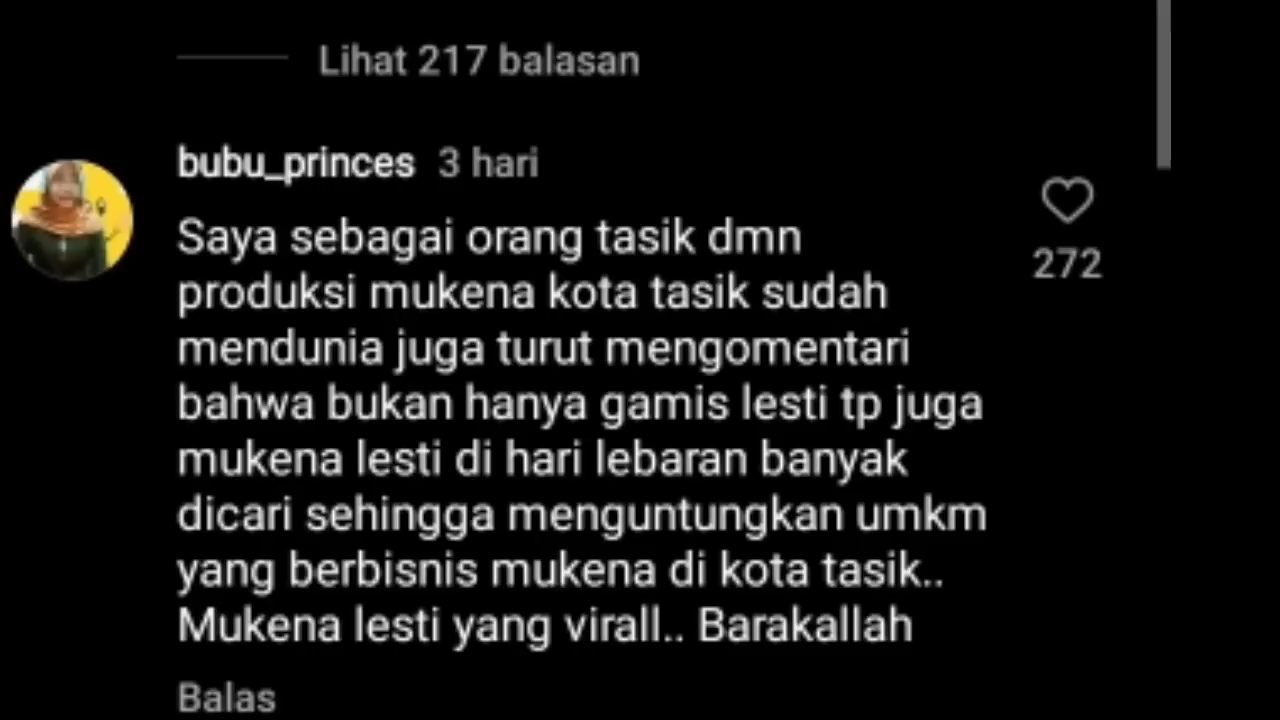 Lihat 217 balasan
bubu_princes 3 hari
Saya sebagai orang tasik dmn
produksi mukena kota tasik sudah
mendunia juga turut mengomentari
bahwa bukan hanya gamis lesti tp juga
mukena lesti di hari lebaran banyak
dicari sehingga menguntungkan umkm
yang berbisnis mukena di kota tasik..
Mukena lesti yang virall.. Barakallah
272
Balas